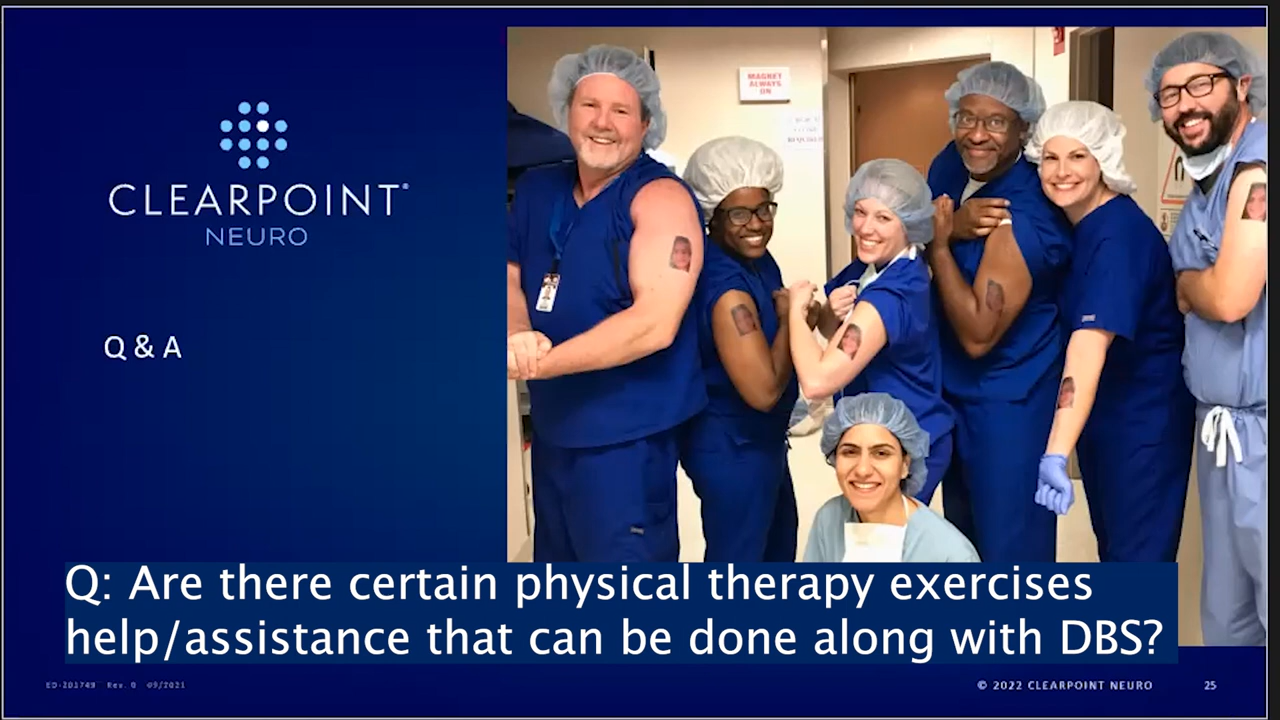 CLEARPOINT®
NEURO
Q & A
MAGNET
ALWAYS
ON
Q: Are there certain physical therapy exercises
help/assistance that can be done along with DBS?
© 2022 CLEARPOINT NEURO
25